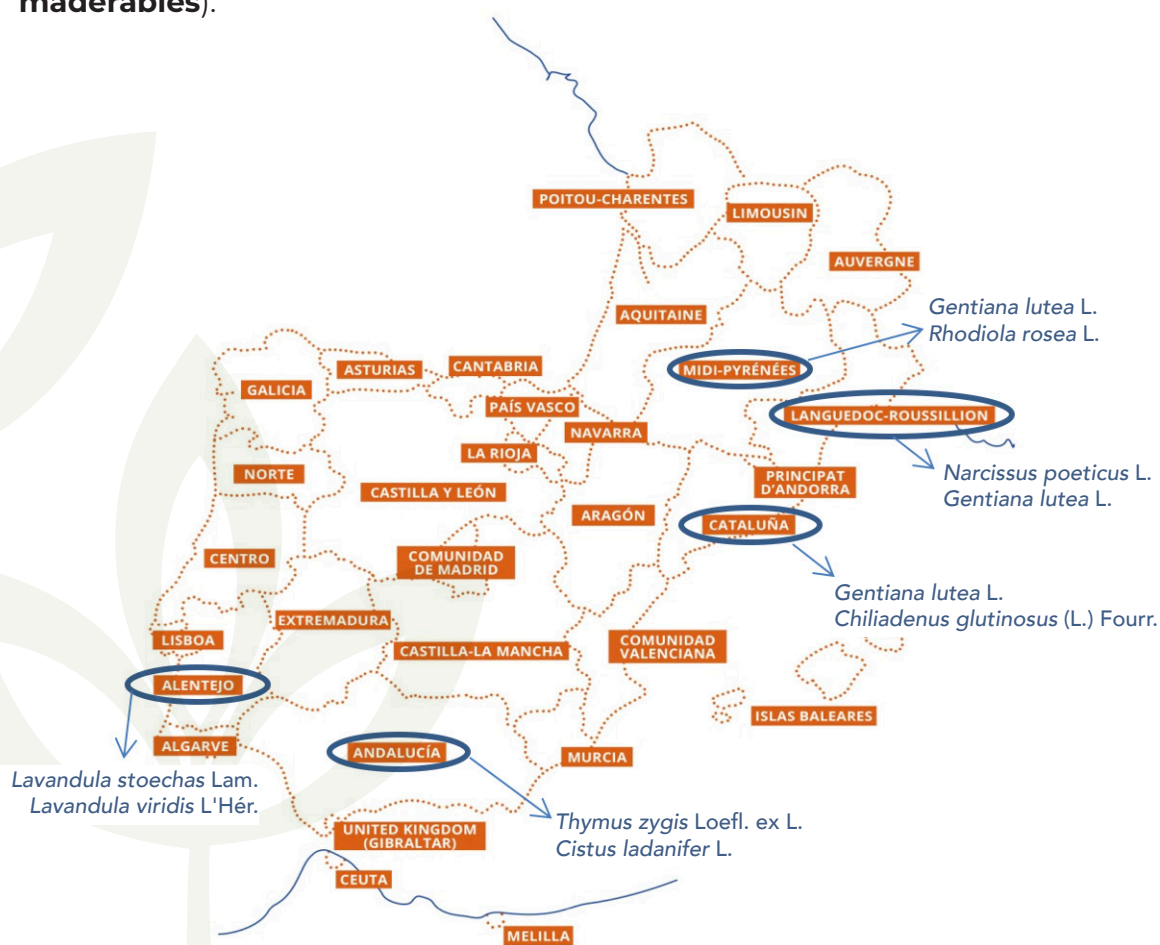 maderables).
POITOU-CHARENTES
LIMOUSIN
AUVERGNE
AQUITAINE
Gentiana lutea L.
Rhodiola rosea L.
MIDI-PYRÉNÉES
CANTABRIA
ASTURIAS
GALICIA
PAÍS VASCO
LANGUEDOC-ROUSSILLION
NAVARRA
LA RIOJA
NORTE
CASTILLA Y LEÓN
PRINCIPAT
D'ANDORRA
Narcissus poeticus L.
Gentiana lutea L.
ARAGÓN
CATALUÑA
CENTRO
COMUNIDAD
DE MADRID
Gentiana lutea L.
Chiliadenus glutinosus (L.) Fourr.
EXTREMADURA
LISBOA
CASTILLA-LA MANCHA
COMUNIDAD
VALENCIANA
ALENTEJO
ISLAS BALEARES
ALGARVE
ANDALUCÍA
MURCIA
Lavandula stoechas Lam.
Lavandula viridis L'Hér.
Thymus zygis Loefl. ex L.
Cistus ladanifer L.
UNITED KINGDOM
(GIBRALTAR)
CEUTA
MELILLA